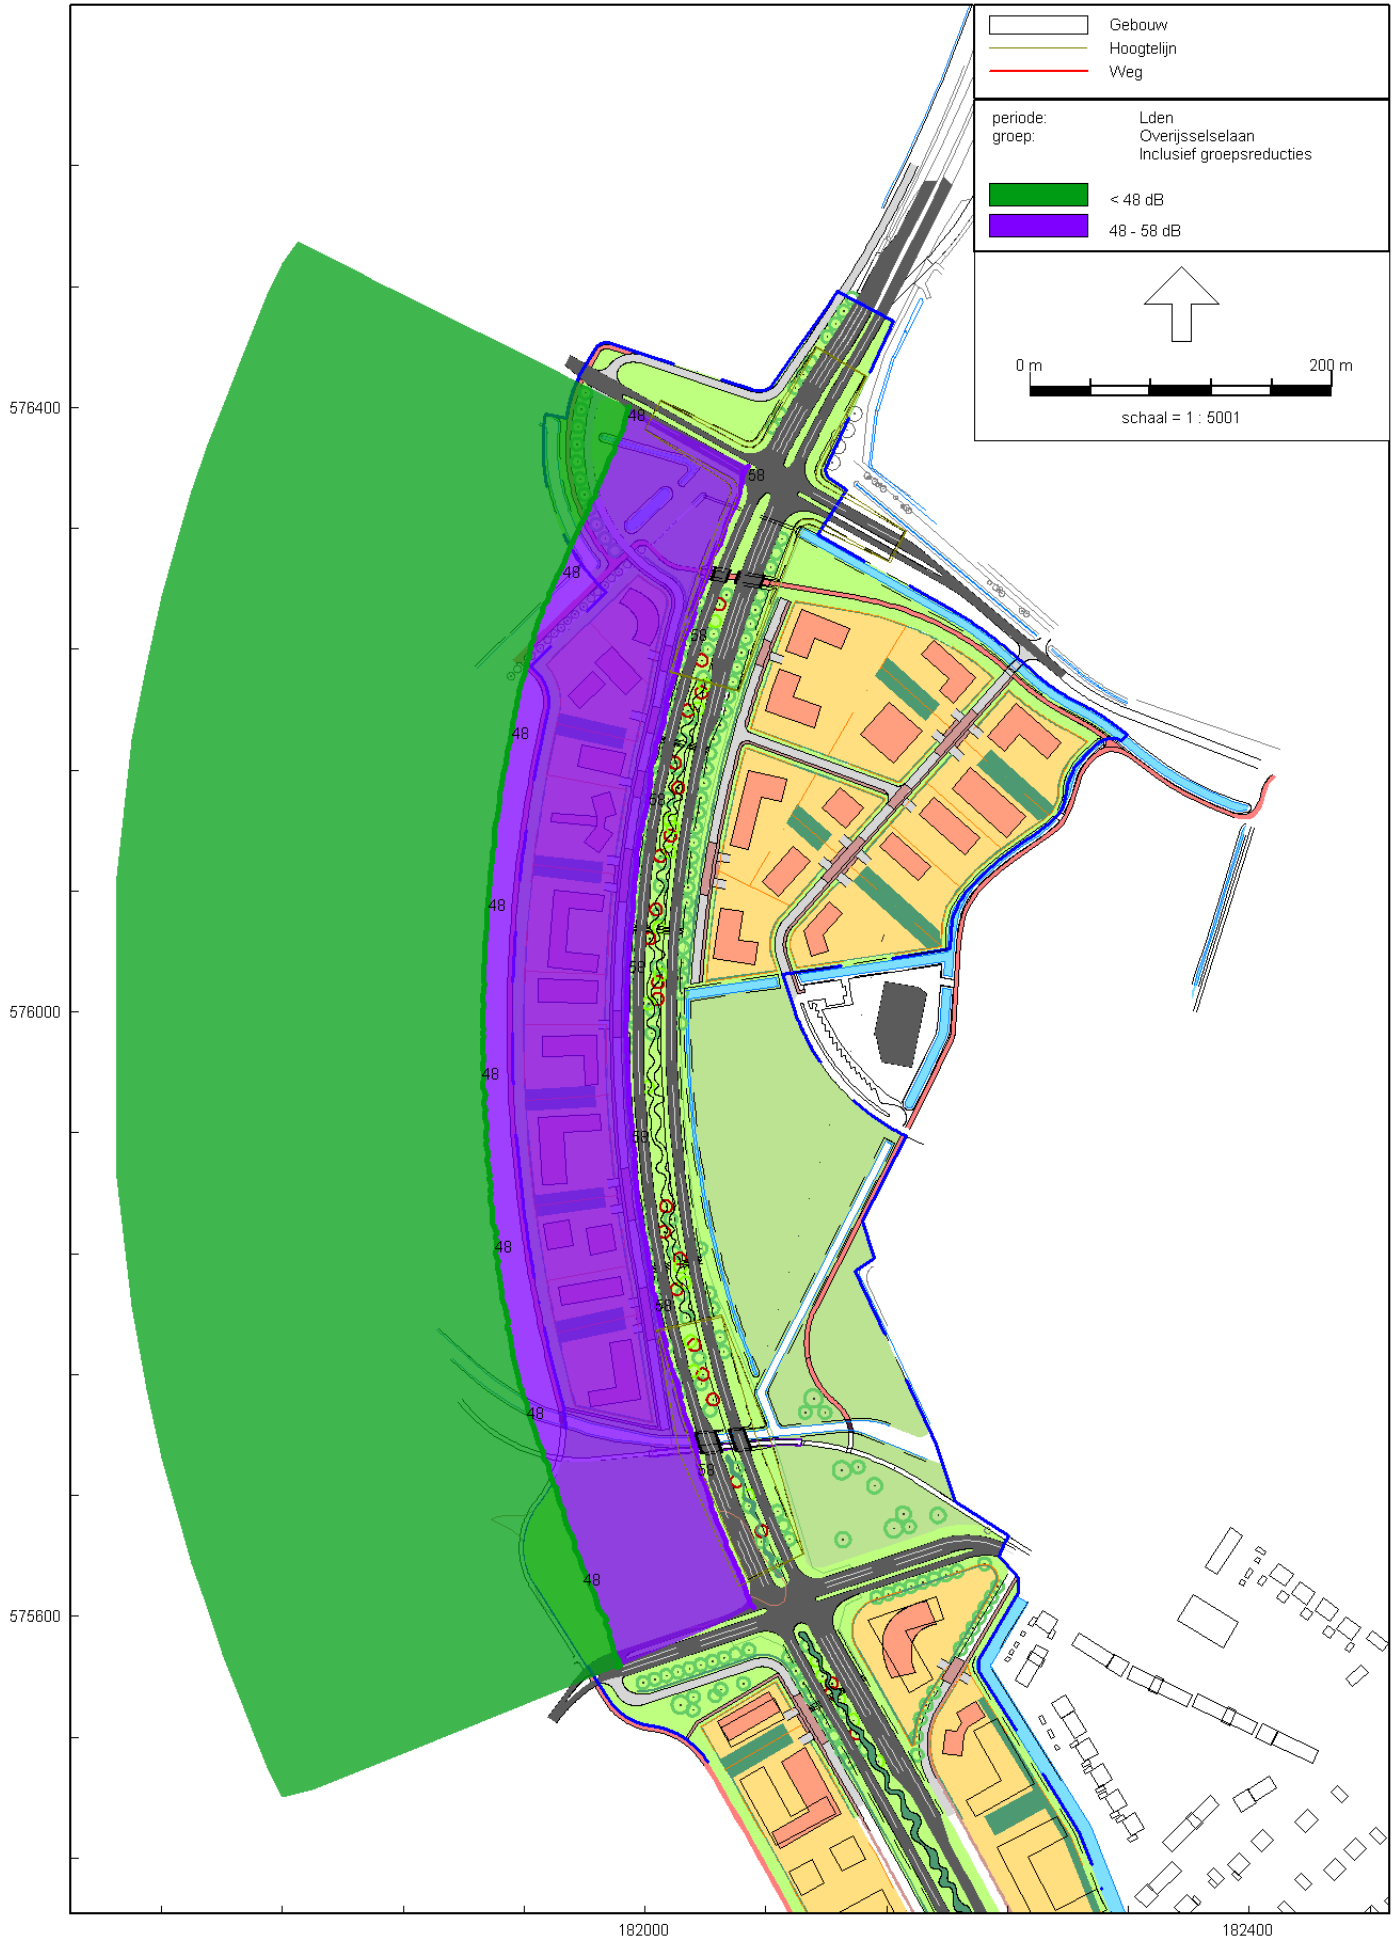 Gebouw
Hoogtelijn
Weg
periode: Lden
groep: Overijsselselaan
Inclusief groepsreducties
< 48 dB
48 - 58 dB
0 m 200 m
schaal = 1 : 5001
576400
48
58
48
58
48
58
48
58
576000
48
58
48
58
48
58
48
575600
182000 182400